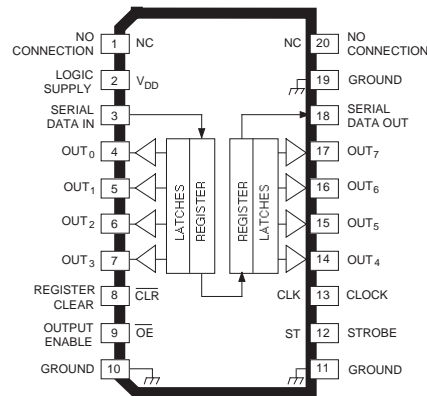 NO CONNECTION 1 NC
LOGIC SUPPLY 2 VDD
SERIAL DATA IN 3
OUT0 4
OUT1 5
OUT2 6
OUT3 7
REGISTER CLEAR 8 C̅L̅R̅
OUTPUT ENABLE 9 O̅E̅
GROUND 10
LATCHES
REGISTER
REGISTER
LATCHES
NC 20 NO CONNECTION
19 GROUND
18 SERIAL DATA OUT
17 OUT7
16 OUT6
15 OUT5
14 OUT4
CLK 13 CLOCK
ST 12 STROBE
11 GROUND